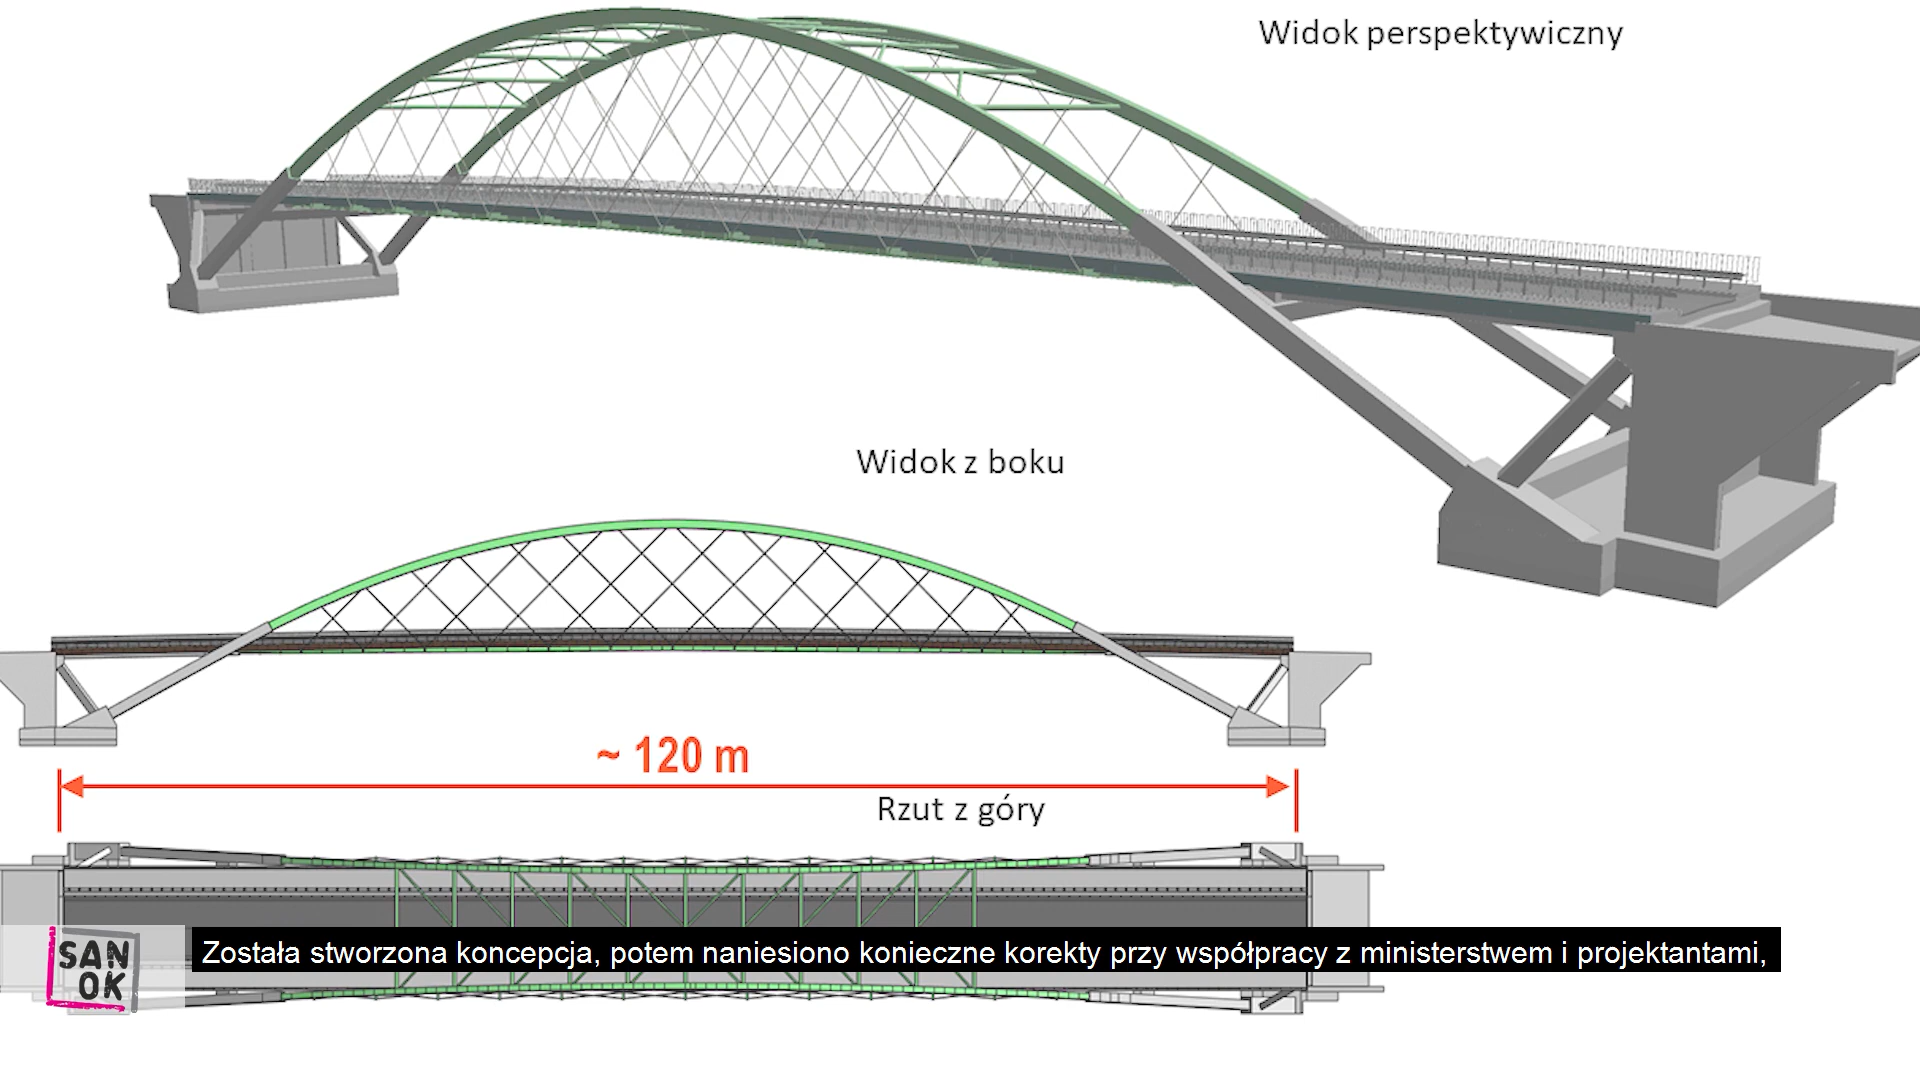 Widok perspektywiczny
Widok z boku
~ 120 m
Rzut z góry
SAN
OK
Została stworzona koncepcja, potem naniesiono konieczne korekty przy współpracy z ministerstwem i projektantami,